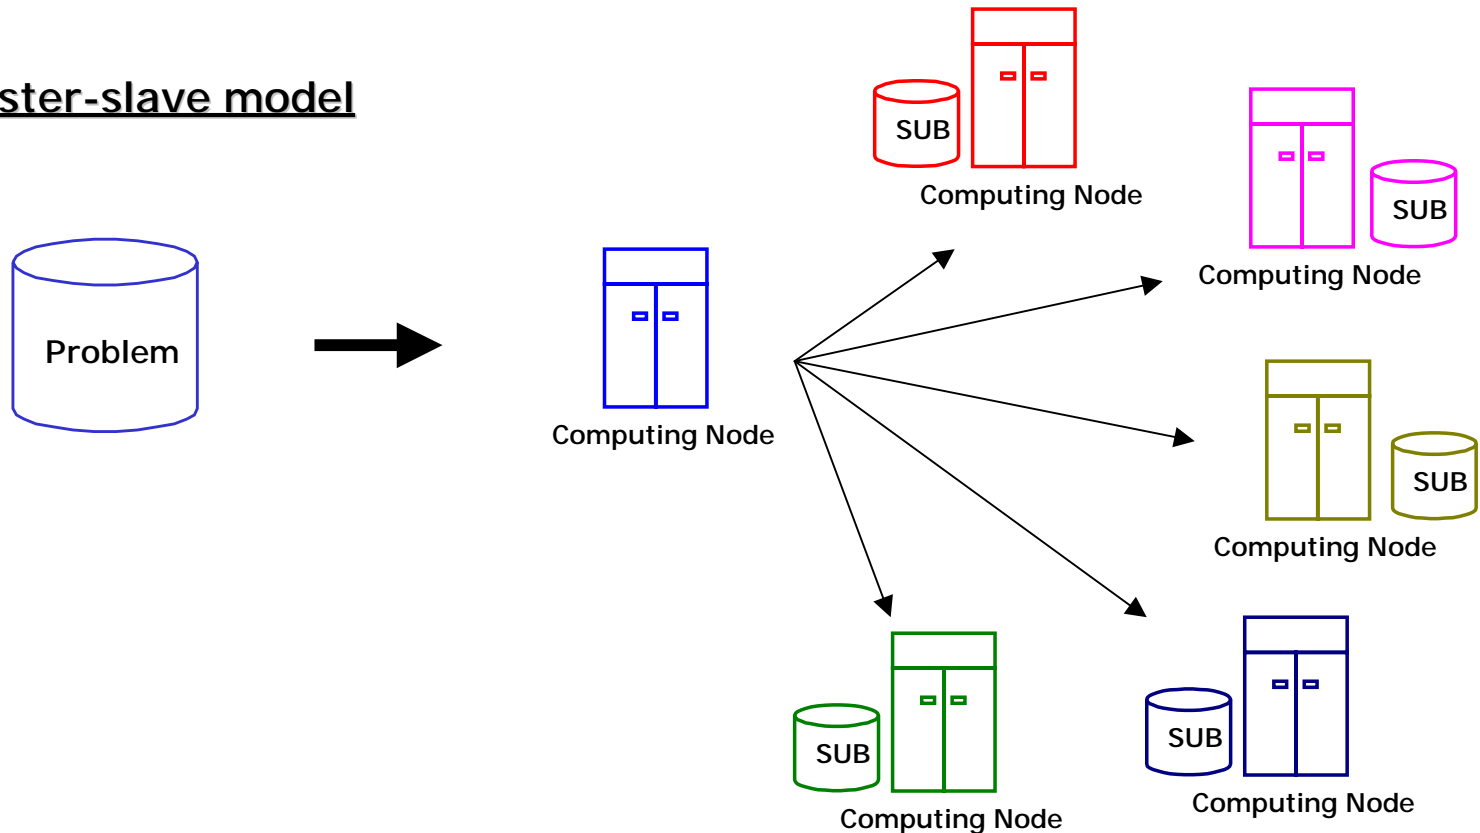 ster-slave model
SUB
Computing Node
SUB
Computing Node
Problem
Computing Node
SUB
Computing Node
SUB
Computing Node
SUB
Computing Node